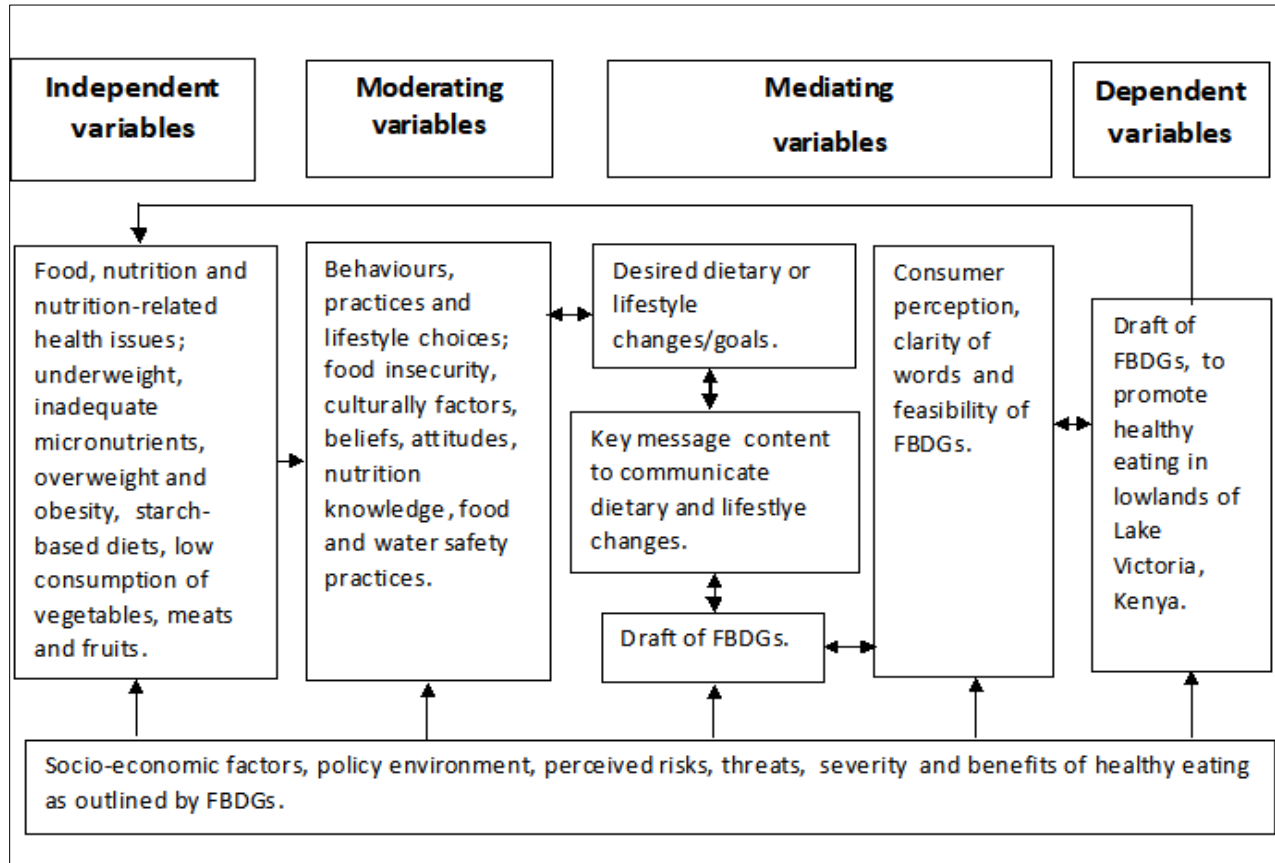 Independent
variables
Moderating
variables
Mediating
variables
Dependent
variables
Food, nutrition and
nutrition-related
health issues;
underweight,
inadequate
micronutrients,
overweight and
obesity, starch-
based diets, low
consumption of
vegetables, meats
and fruits.
Behaviours,
practices and
lifestyle choices;
food insecurity,
culturally factors,
beliefs, attitudes,
nutrition
knowledge, food
and water safety
practices.
Desired dietary or
lifestyle
changes/goals.
Key message content
to communicate
dietary and lifestlye
changes.
Draft of FBDGs.
Consumer
perception,
clarity of
words and
feasibility of
FBDGs.
Draft of
FBDGs, to
promote
healthy
eating in
lowlands of
Lake
Victoria,
Kenya.
Socio-economic factors, policy environment, perceived risks, threats, severity and benefits of healthy eating
as outlined by FBDGs.